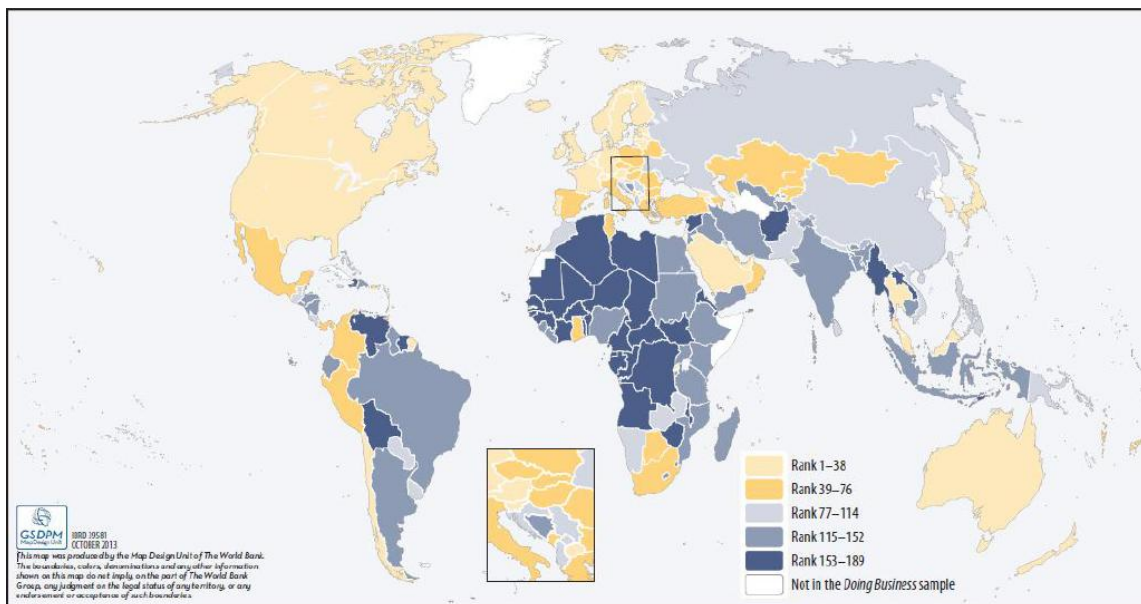 Rank 1–38
Rank 39–76
Rank 77–114
Rank 115–152
Rank 153–189
Not in the Doing Business sample
GSDPM
Map Design Unit
IBRD 39581
OCTOBER 2013
This map was produced by the Map Design Unit of The World Bank.
The boundaries, colors, denominations and any other information
shown on this map do not imply, on the part of The World Bank
Group, any judgment on the legal status of any territory, or any
endorsement or acceptance of such boundaries.